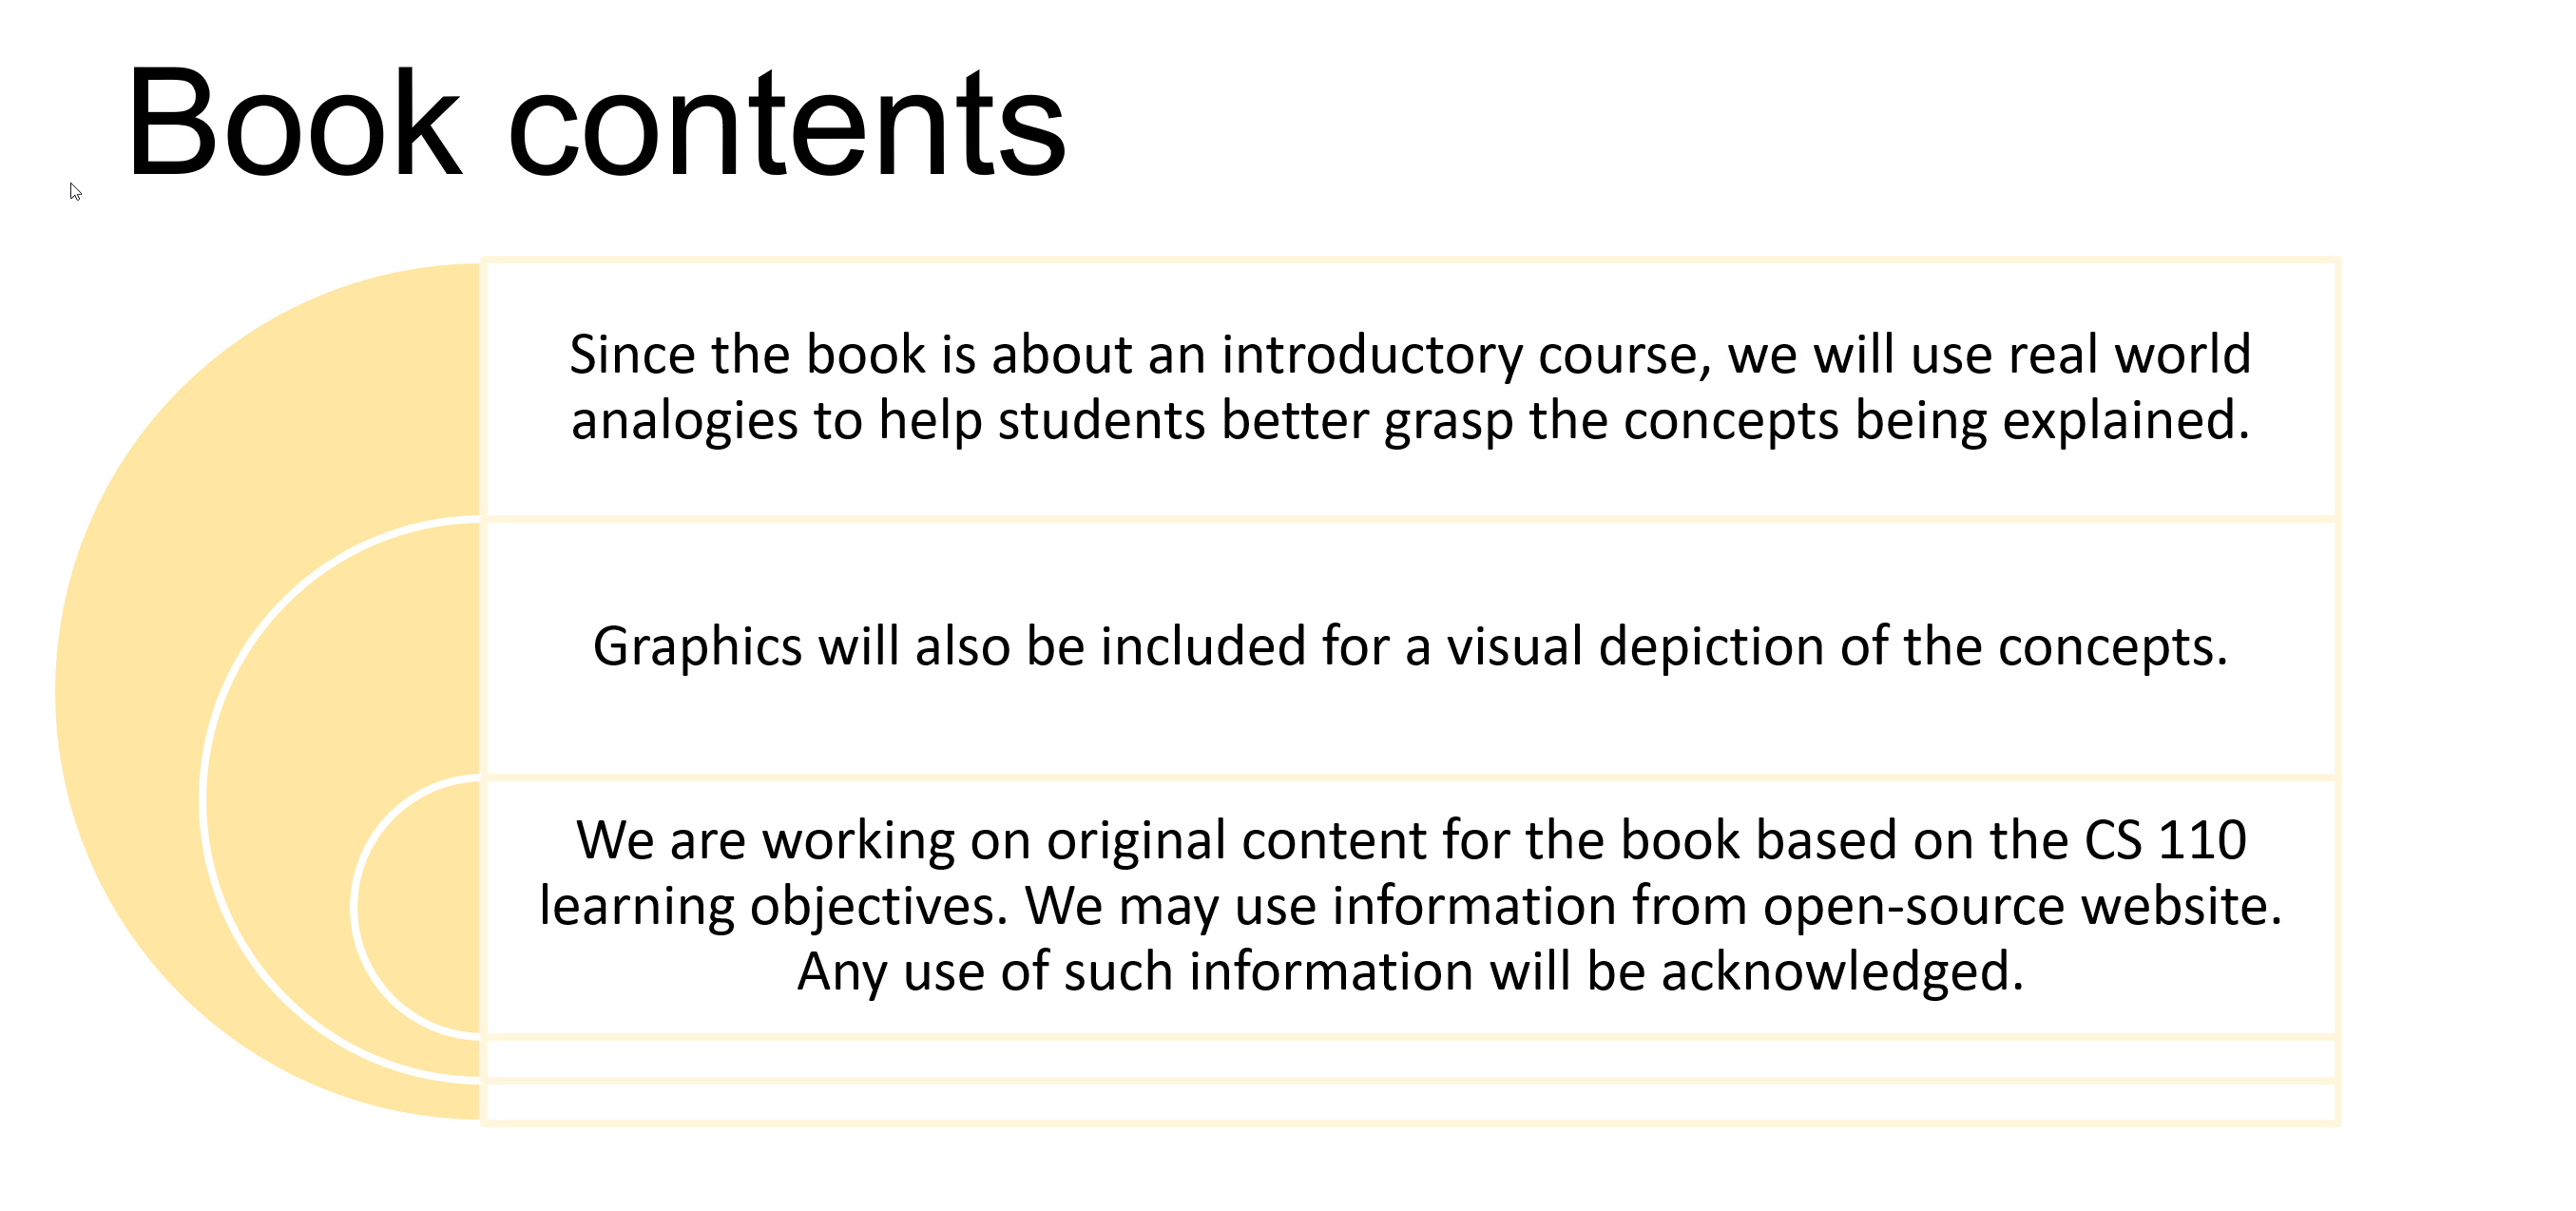 Book contents
Since the book is about an introductory course, we will use real world
analogies to help students better grasp the concepts being explained.
Graphics will also be included for a visual depiction of the concepts.
We are working on original content for the book based on the CS 110
learning objectives. We may use information from open-source website.
Any use of such information will be acknowledged.